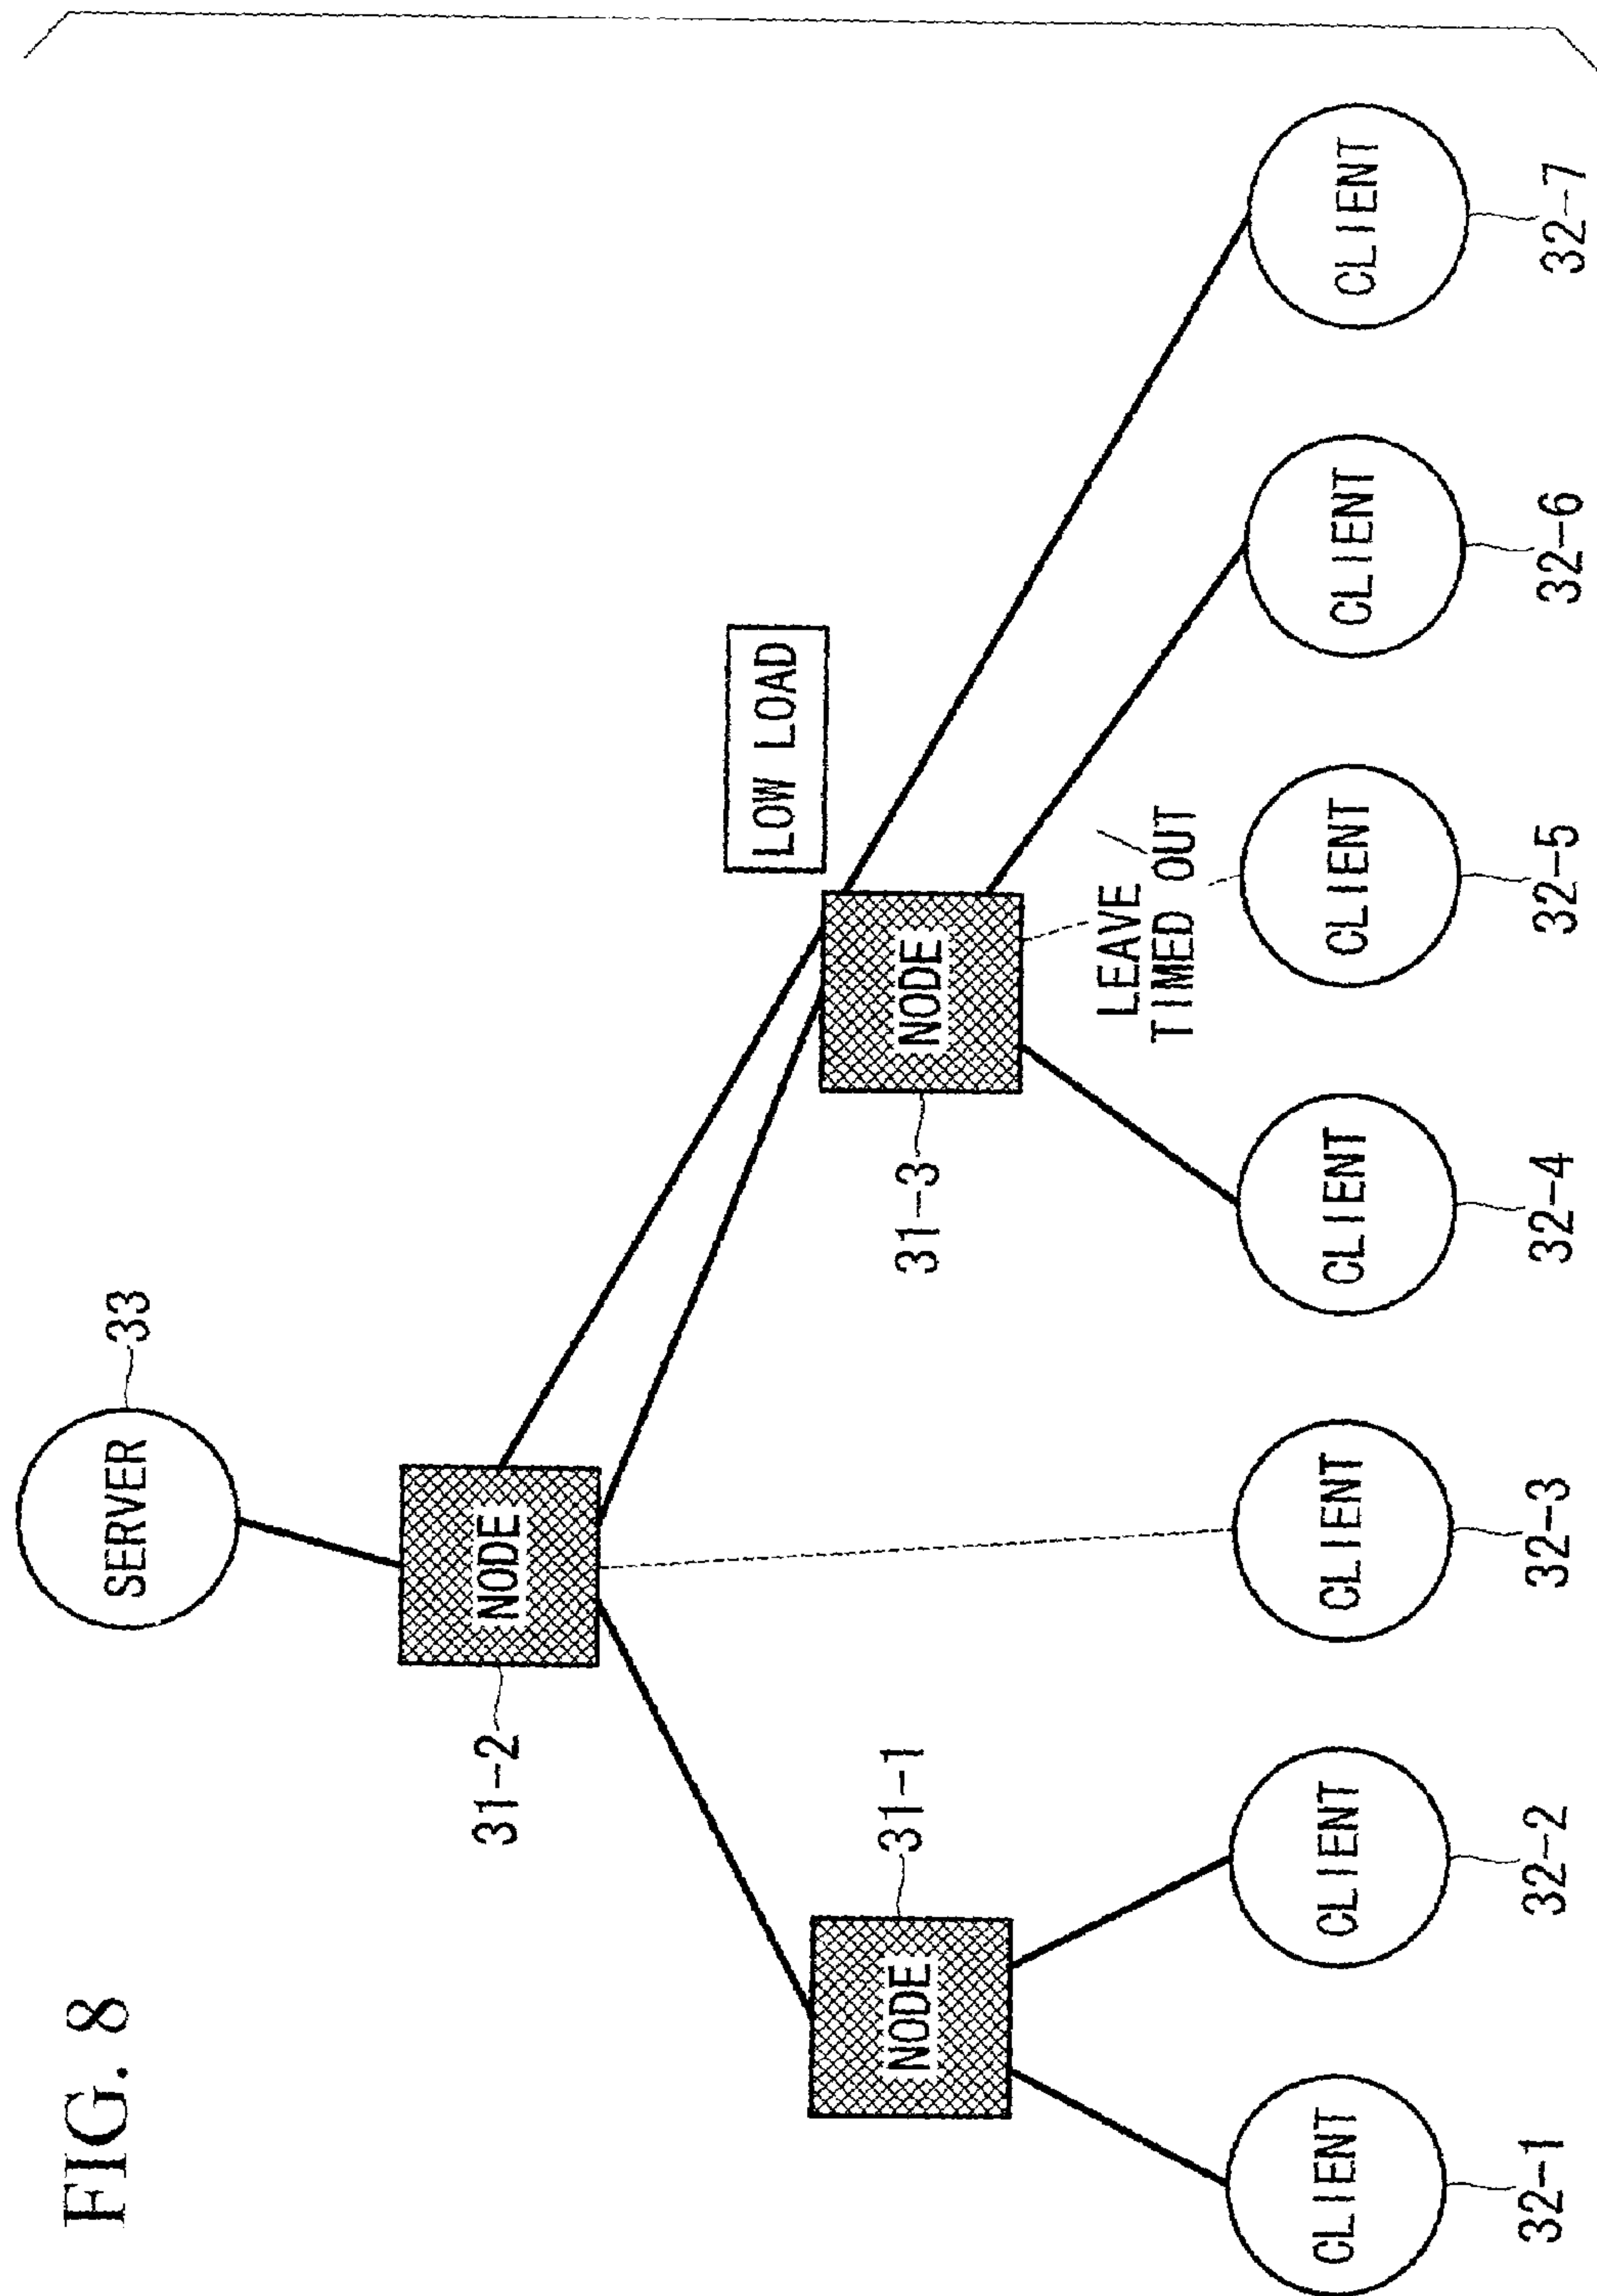 FIG. 8
SERVER
33
NODE
31-2
LOW LOAD
NODE
31-1
NODE
31-3
LEAVE
TIMED OUT
CLIENT
CLIENT
CLIENT
CLIENT
CLIENT
CLIENT
CLIENT
32-1
32-2
32-3
32-4
32-5
32-6
32-7